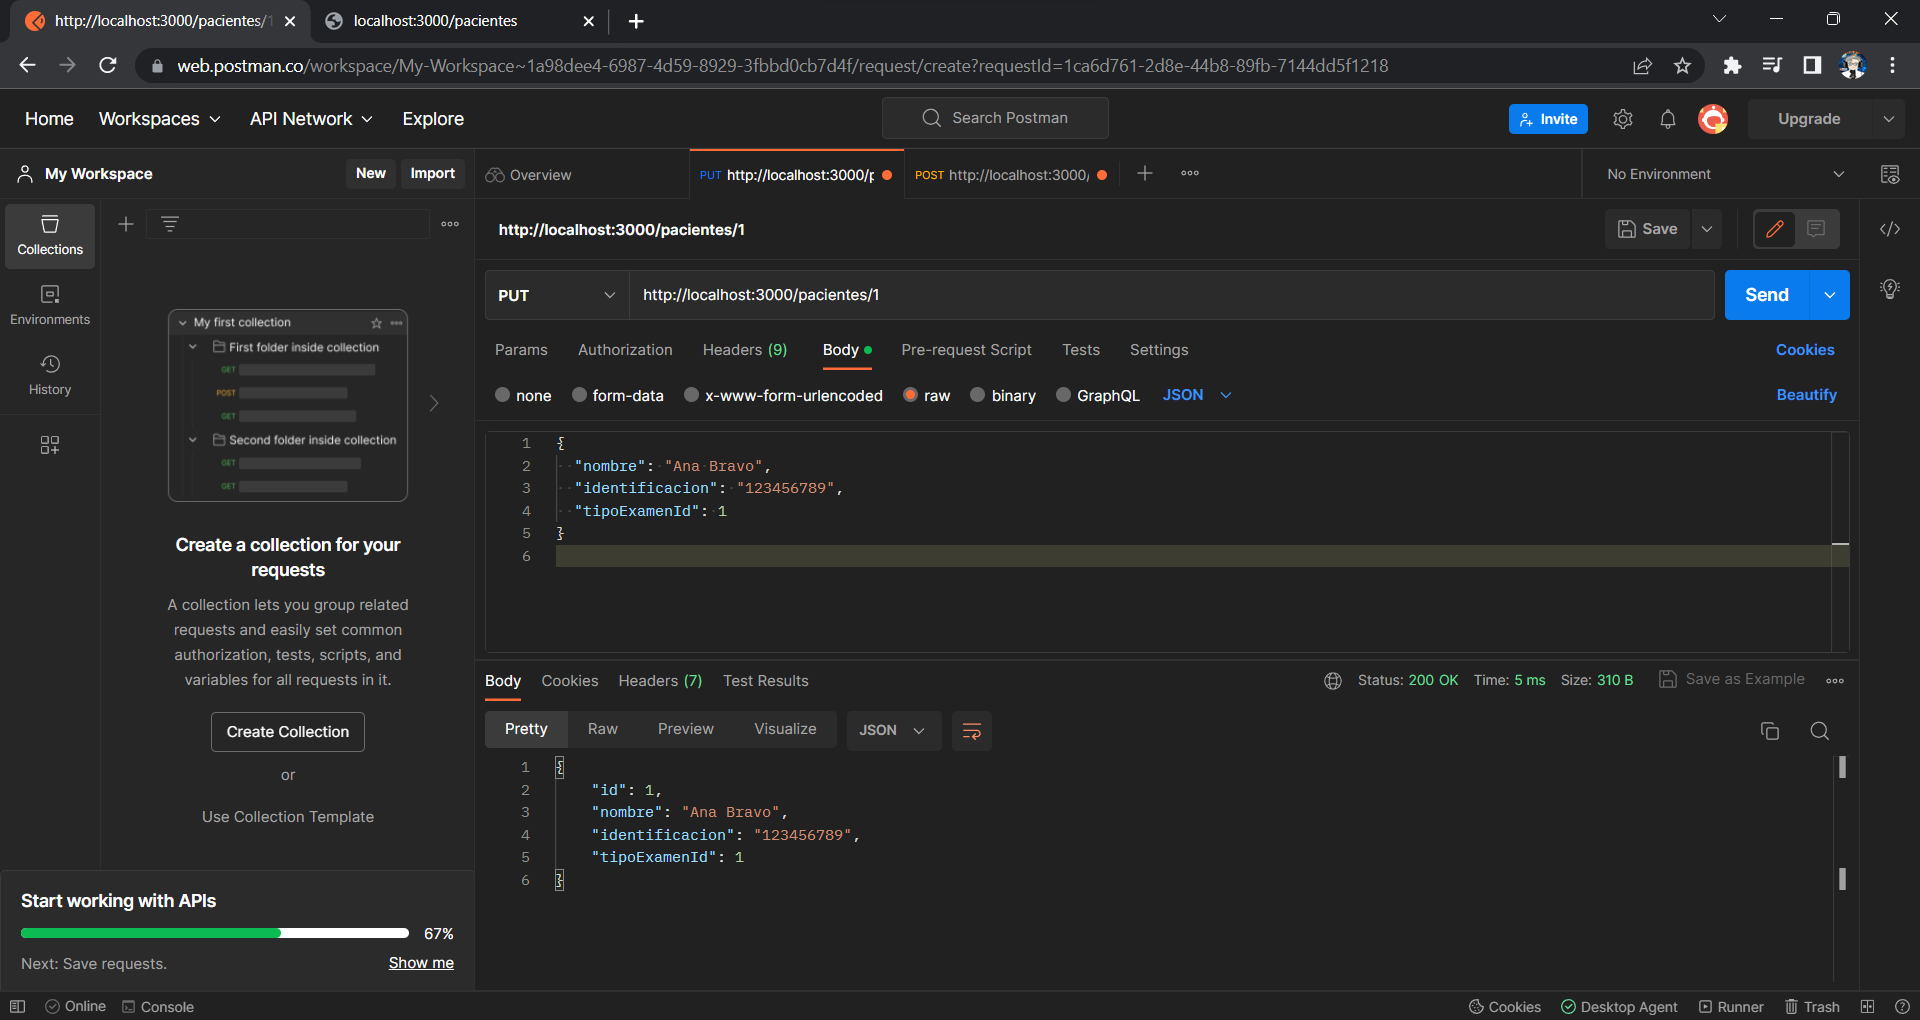 http://localhost:3000/pacientes/1
localhost:3000/pacientes
web.postman.co/workspace/My-Workspace~1a98dee4-6987-4d59-8929-3fbbd0cb7d4f/request/create?requestId=1ca6d761-2d8e-44b8-89fb-7144dd5f1218
Home Workspaces API Network Explore Search Postman Invite Upgrade
My Workspace New Import Overview PUT http://localhost:3000/p POST http://localhost:3000/ No Environment
Collections
Environments
History
My first collection
First folder inside collection
GET
POST
GET
Second folder inside collection
GET
GET
Create a collection for your
requests
A collection lets you group related
requests and easily set common
authorization, tests, scripts, and
variables for all requests in it.
Create Collection
or
Use Collection Template
Start working with APIs
67%
Next: Save requests. Show me
http://localhost:3000/pacientes/1 Save
PUT http://localhost:3000/pacientes/1 Send
Params Authorization Headers (9) Body Pre-request Script Tests Settings Cookies
none form-data x-www-form-urlencoded raw binary GraphQL JSON Beautify
1 {
2 "nombre": "Ana Bravo",
3 "identificacion": "123456789",
4 "tipoExamenId": 1
5 }
6
Body Cookies Headers (7) Test Results Status: 200 OK Time: 5 ms Size: 310 B Save as Example
Pretty Raw Preview Visualize JSON
1 {
2 "id": 1,
3 "nombre": "Ana Bravo",
4 "identificacion": "123456789",
5 "tipoExamenId": 1
6 }
Online Console Cookies Desktop Agent Runner Trash